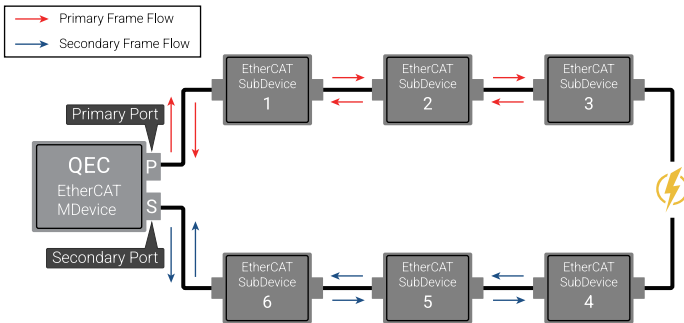 Primary Frame Flow
Secondary Frame Flow
EtherCAT
SubDevice
1
EtherCAT
SubDevice
2
EtherCAT
SubDevice
3
Primary Port
QEC
EtherCAT
MDevice
P
S
Secondary Port
EtherCAT
SubDevice
6
EtherCAT
SubDevice
5
EtherCAT
SubDevice
4